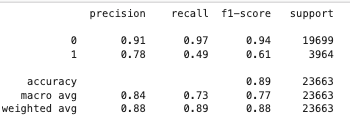 precision recall f1-score support
0 0.91 0.97 0.94 19699
1 0.78 0.49 0.61 3964
accuracy 0.89 23663
macro avg 0.84 0.73 0.77 23663
weighted avg 0.88 0.89 0.88 23663